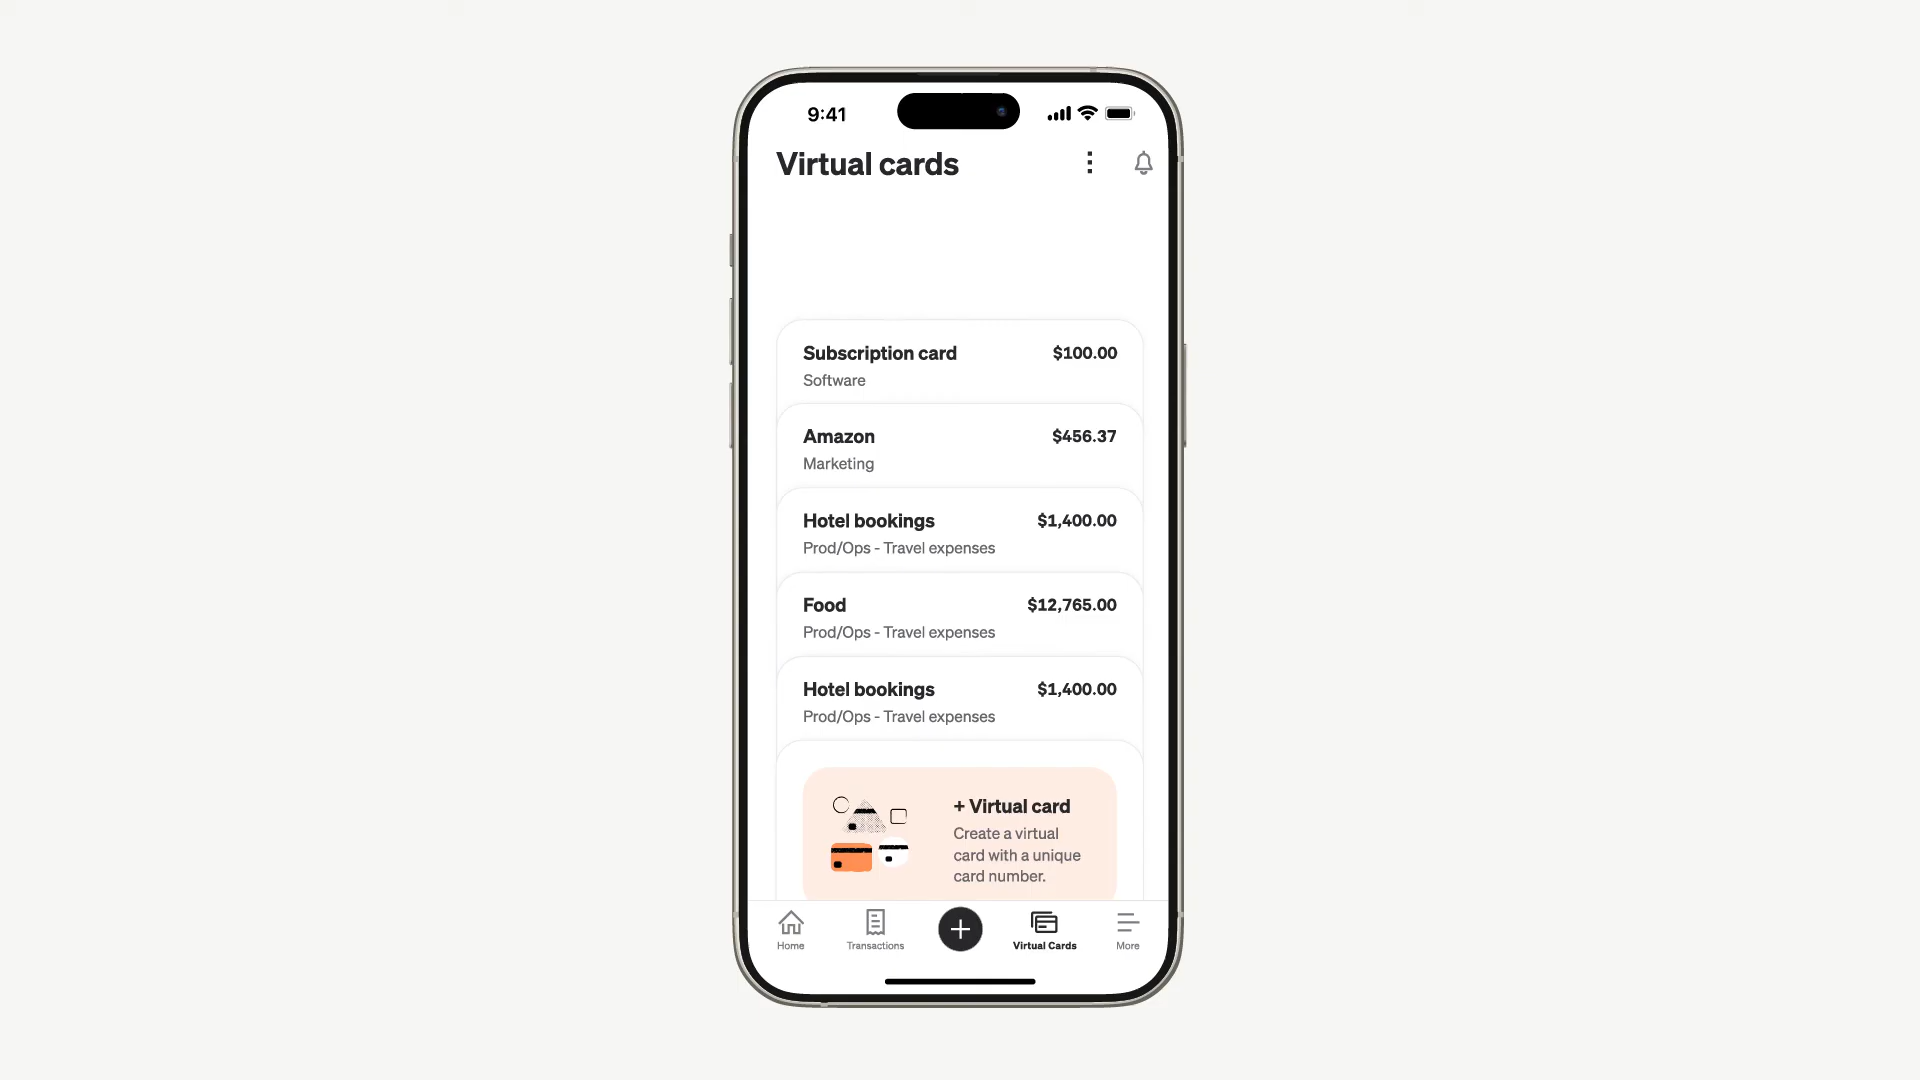 9:41
Virtual cards
Subscription card $100.00
Software
Amazon $456.37
Marketing
Hotel bookings $1,400.00
Prod/Ops - Travel expenses
Food $12,765.00
Prod/Ops - Travel expenses
Hotel bookings $1,400.00
Prod/Ops - Travel expenses
+ Virtual card
Create a virtual
card with a unique
card number.
Home Transactions Virtual Cards More